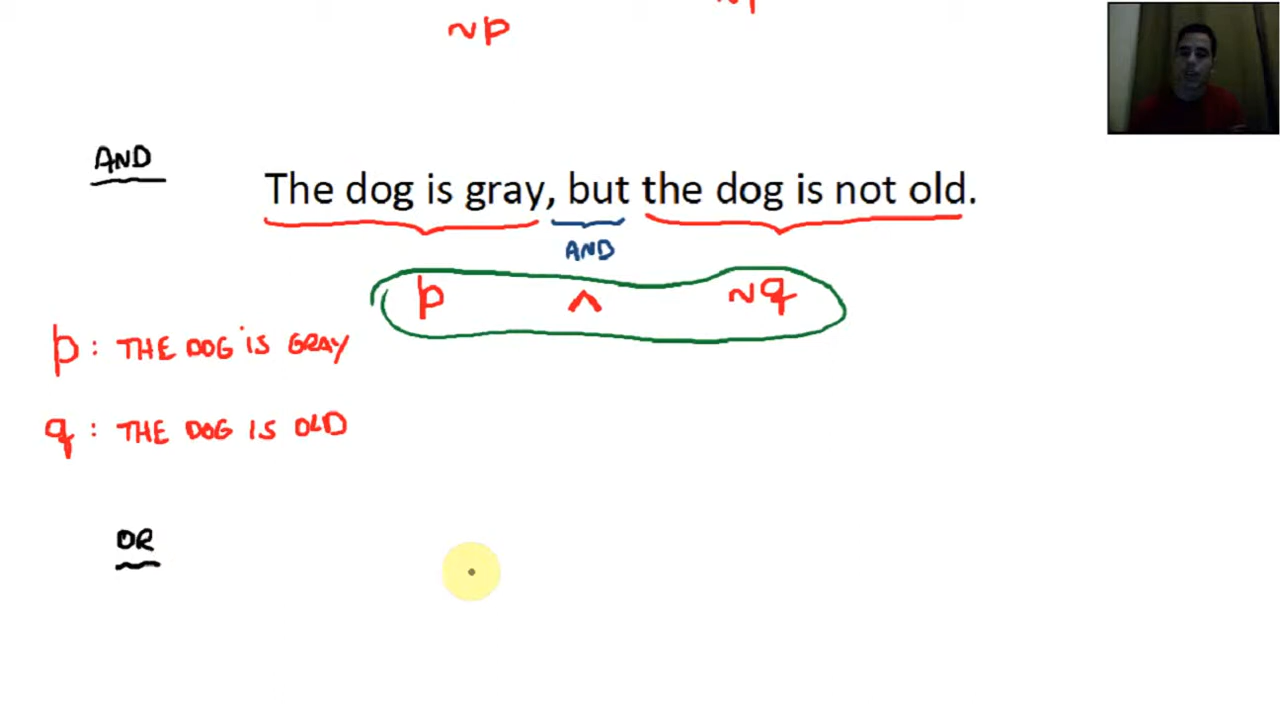 ~p
AND
The dog is gray, but the dog is not old.
AND
p ∧ ~q
p: THE DOG IS GRAY
q: THE DOG IS OLD
OR